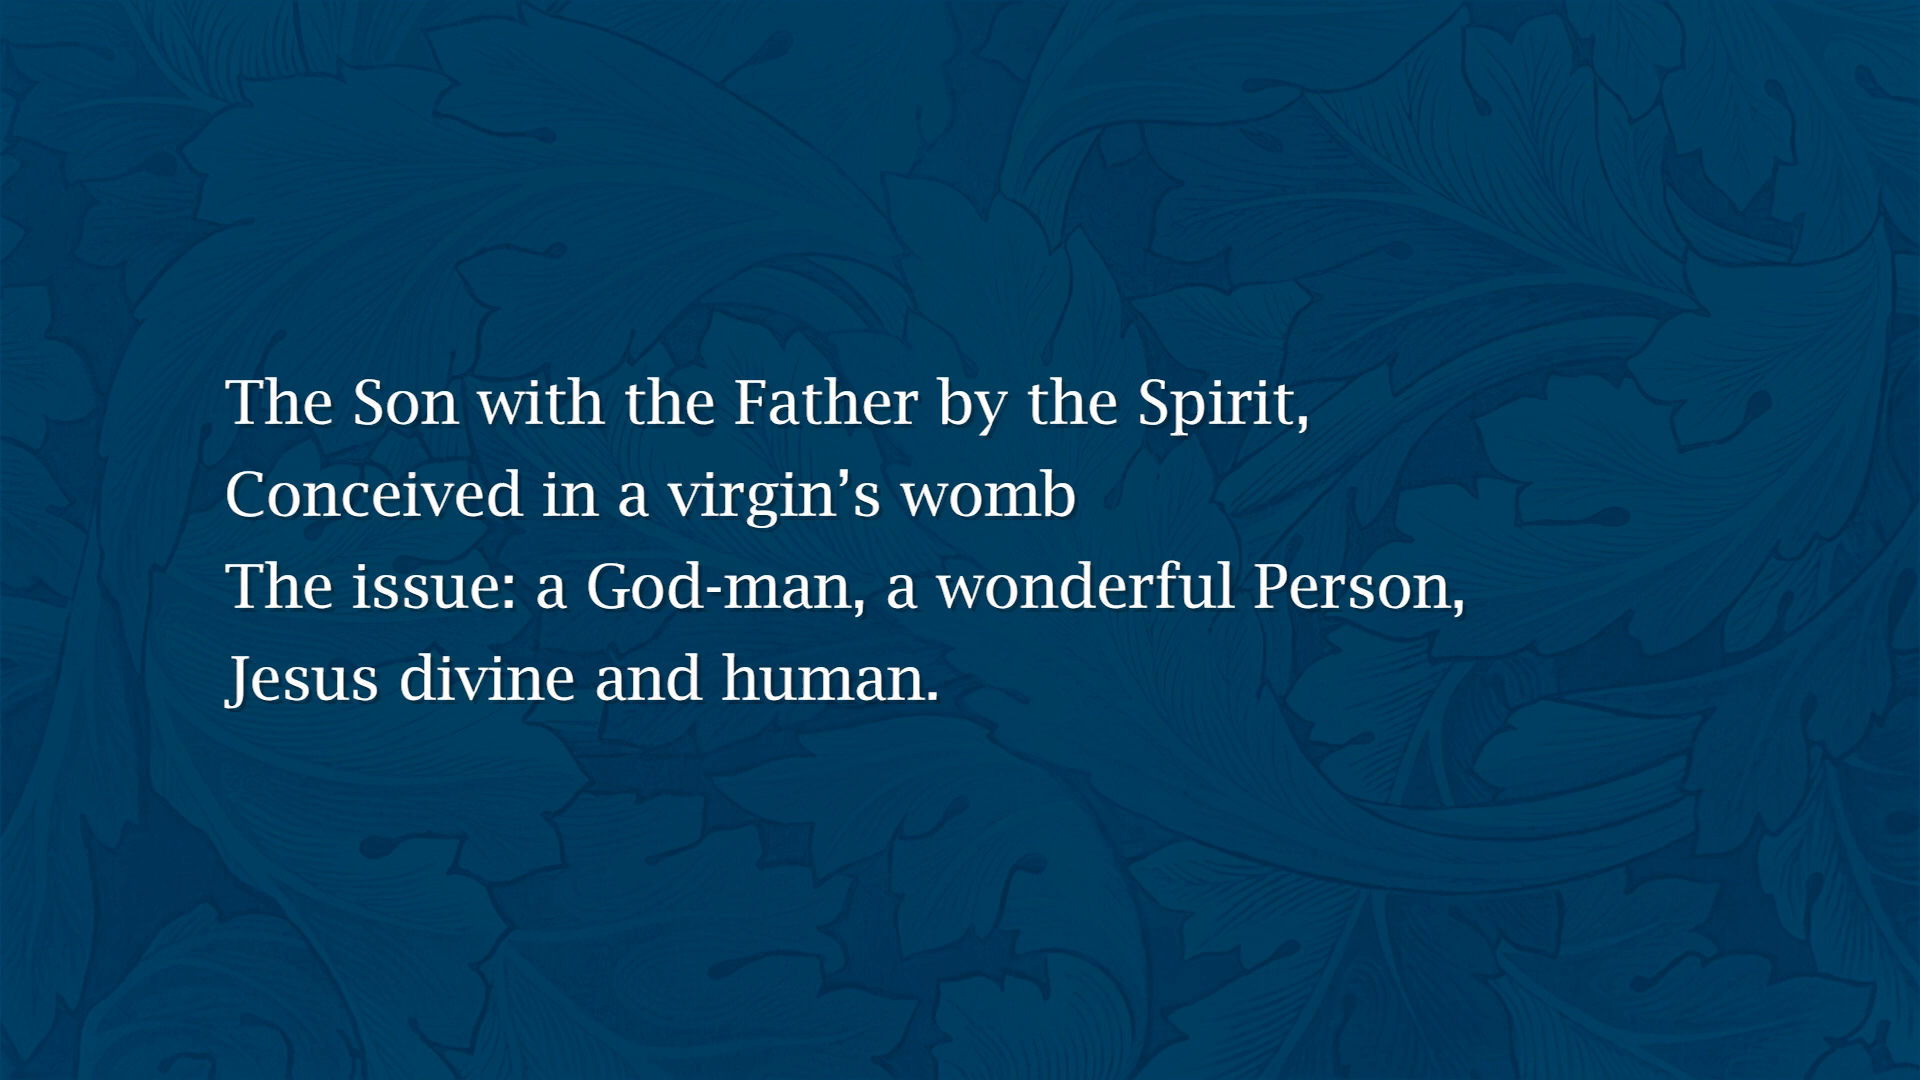 The Son with the Father by the Spirit,
Conceived in a virgin’s womb
The issue: a God-man, a wonderful Person,
Jesus divine and human.